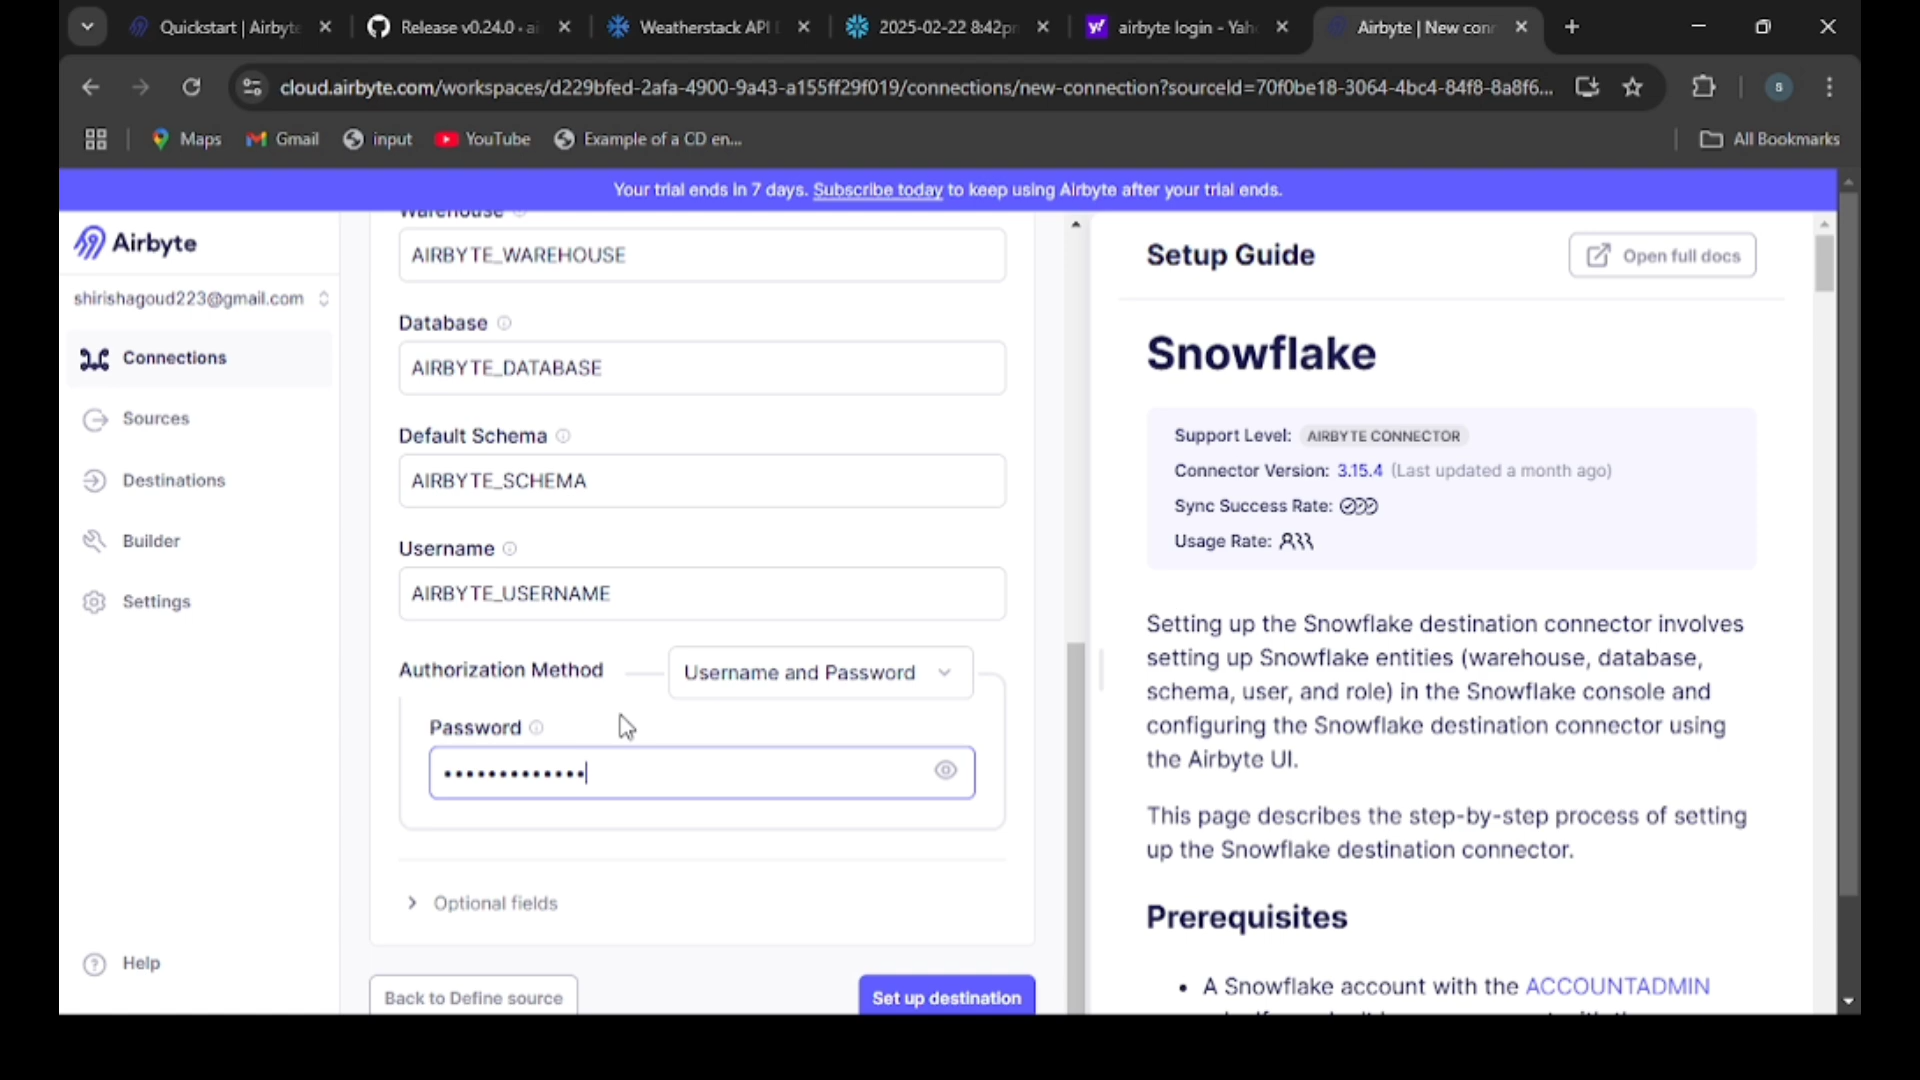 Quickstart | Airbyte
Release v0.24.0 · ai
Weatherstack API
2025-02-22 8:42p
airbyte login - Yah
Airbyte | New con
cloud.airbyte.com/workspaces/d229bfed-2afa-4900-9a43-a155ff29f019/connections/new-connection?sourceId=70f0be18-3064-4bc4-84f8-8a8f6...
s
Maps
Gmail
input
YouTube
Example of a CD en...
All Bookmarks
Your trial ends in 7 days. Subscribe today to keep using Airbyte after your trial ends.
Airbyte
shirishagoud223@gmail.com
Connections
Sources
Destinations
Builder
Settings
Help
Warehouse
AIRBYTE_WAREHOUSE
Database
AIRBYTE_DATABASE
Default Schema
AIRBYTE_SCHEMA
Username
AIRBYTE_USERNAME
Authorization Method
Username and Password
Password
•••••••••••••
Optional fields
Back to Define source
Set up destination
Setup Guide
Open full docs
Snowflake
Support Level: AIRBYTE CONNECTOR
Connector Version: 3.15.4 (Last updated a month ago)
Sync Success Rate:
Usage Rate:
Setting up the Snowflake destination connector involves
setting up Snowflake entities (warehouse, database,
schema, user, and role) in the Snowflake console and
configuring the Snowflake destination connector using
the Airbyte UI.
This page describes the step-by-step process of setting
up the Snowflake destination connector.
Prerequisites
• A Snowflake account with the ACCOUNTADMIN